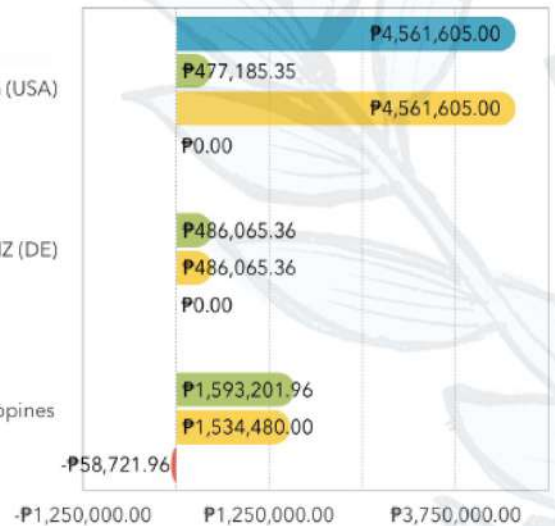 ₱4,561,605.00
₱477,185.35
(USA)
₱4,561,605.00
₱0.00
₱486,065.36
IZ (DE)
₱486,065.36
₱0.00
₱1,593,201.96
opines
₱1,534,480.00
-₱58,721.96
-₱1,250,000.00 ₱1,250,000.00 ₱3,750,000.00